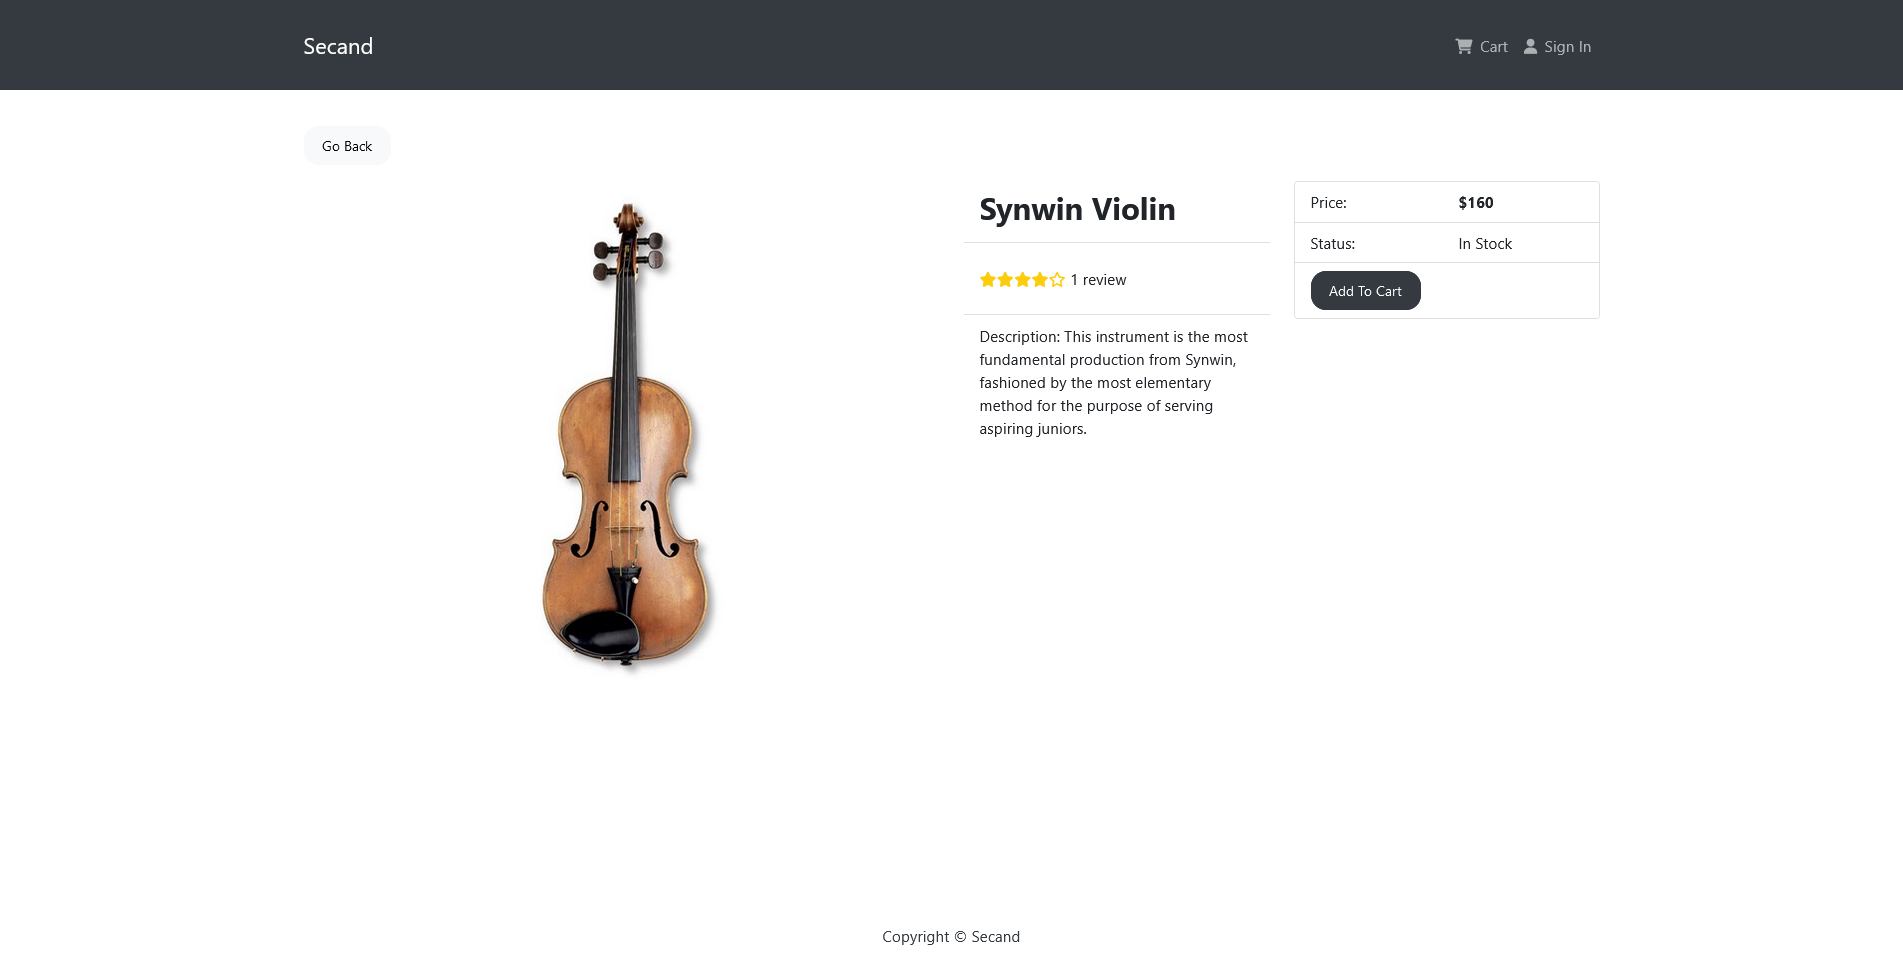 Secand
Cart
Sign In
Go Back
Synwin Violin
1 review
Description: This instrument is the most
fundamental production from Synwin,
fashioned by the most elementary
method for the purpose of serving
aspiring juniors.
Price: $160
Status: In Stock
Add To Cart
Copyright © Secand